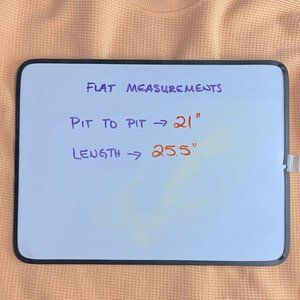 FLAT MEASUREMENTS
PIT TO PIT → 21"
LENGTH → 25.5"